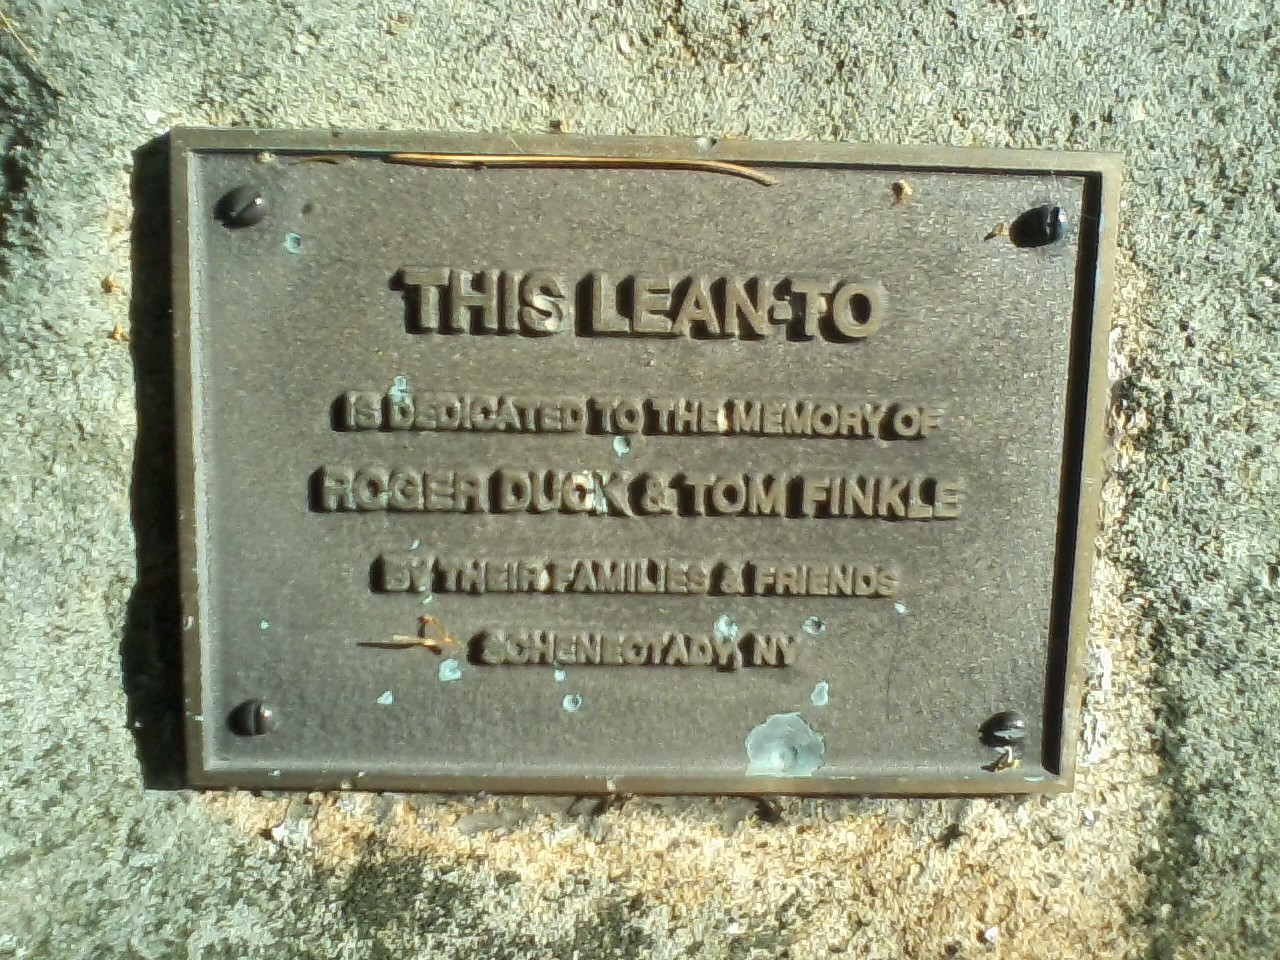 THIS LEAN-TO
IS DEDICATED TO THE MEMORY OF
ROGER DUCK & TOM FINKLE
BY THEIR FAMILIES & FRIENDS
SCHENECTADY, NY